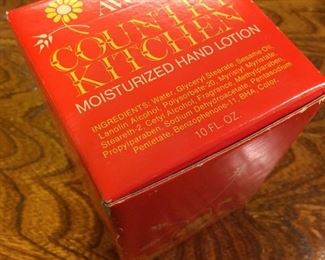 COUNTRY
KITCHEN
MOISTURIZED HAND LOTION
INGREDIENTS: Water, Glyceryl Stearate, Sesame Oil,
Lanolin Alcohol, Polysorbate-20, Myristyl Myristate,
Steareth-2, Cetyl Alcohol, Fragrance, Methylparaben,
Propylparaben, Sodium Dehydroacetate, Pentasodium
Pentetate, Benzophenone-11, BHA, Color.
10 FL. OZ.